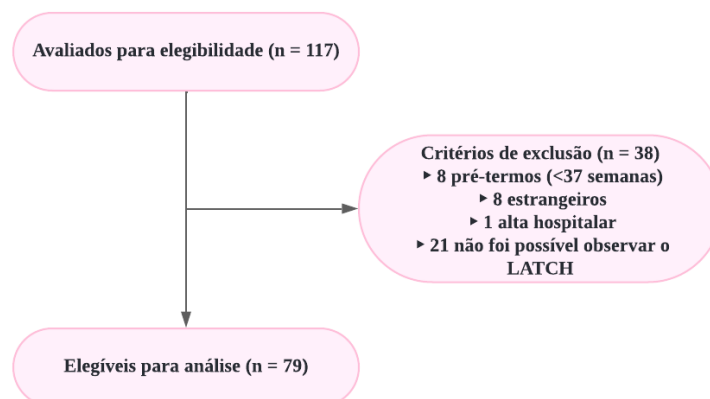 Avaliados para elegibilidade (n = 117)
Critérios de exclusão (n = 38)
‣ 8 pré-termos (<37 semanas)
‣ 8 estrangeiros
‣ 1 alta hospitalar
‣ 21 não foi possível observar o
LATCH
Elegíveis para análise (n = 79)